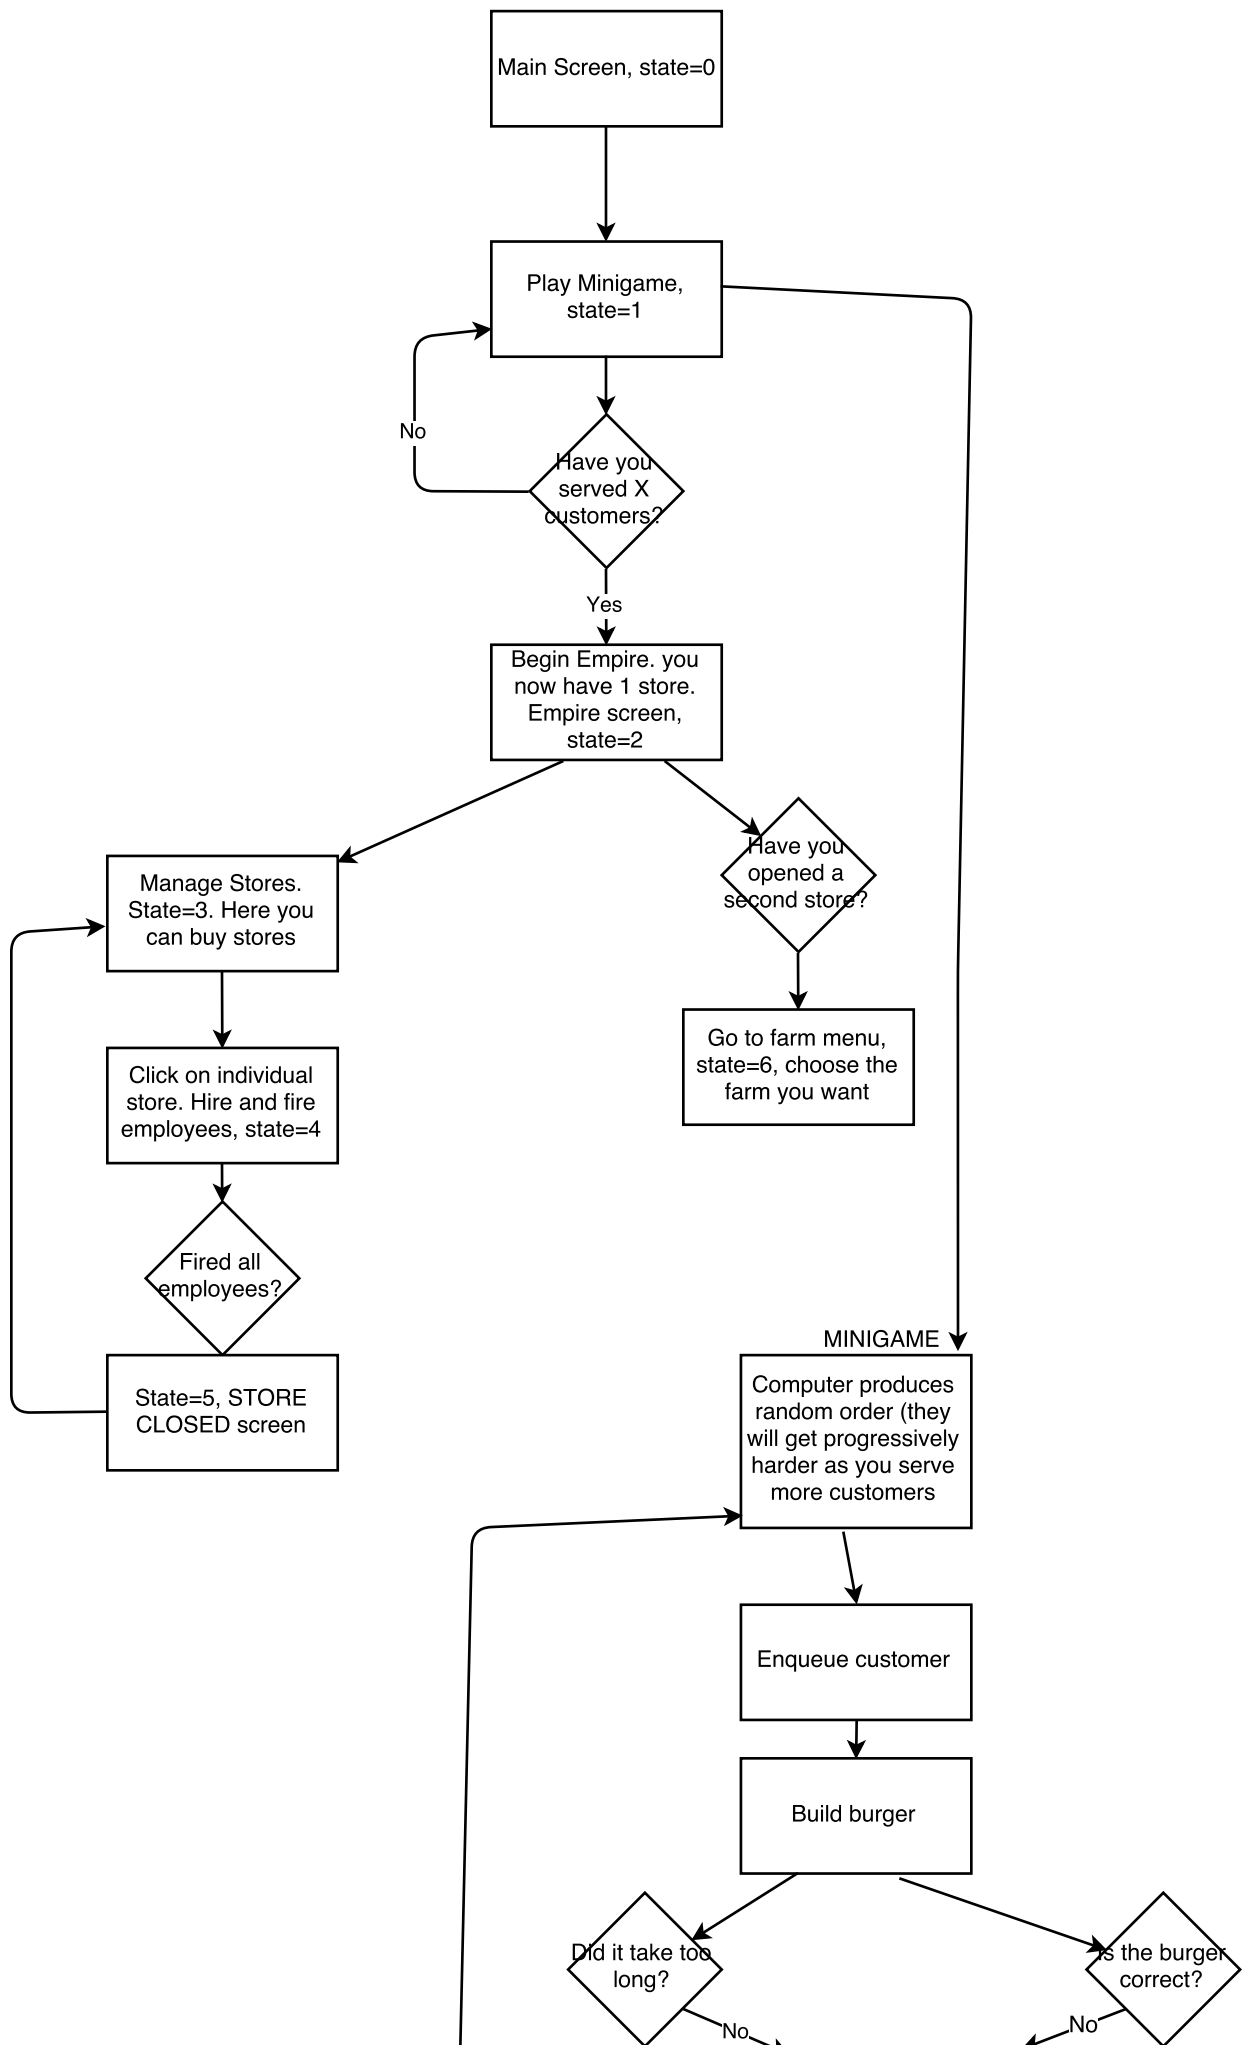 Main Screen, state=0
Play Minigame,
state=1
No
Have you
served X
customers?
Yes
Begin Empire. you
now have 1 store.
Empire screen,
state=2
Manage Stores.
State=3. Here you
can buy stores
Have you
opened a
second store?
Go to farm menu,
state=6, choose the
farm you want
Click on individual
store. Hire and fire
employees, state=4
Fired all
employees?
State=5, STORE
CLOSED screen
MINIGAME
Computer produces
random order (they
will get progressively
harder as you serve
more customers
Enqueue customer
Build burger
Did it take too
long?
Is the burger
correct?
No
No